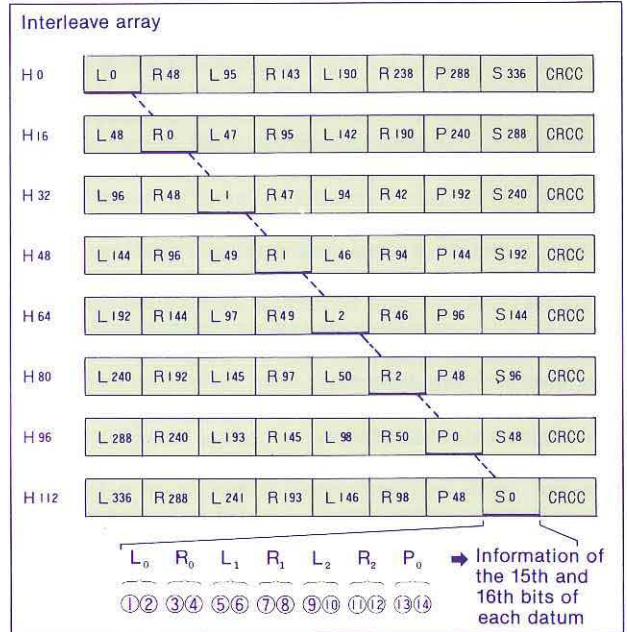 Interleave array
H 0 L 0 R 48 L 95 R 143 L 190 R 238 P 288 S 336 CRCC
H 16 L 48 R 0 L 47 R 95 L 142 R 190 P 240 S 288 CRCC
H 32 L 96 R 48 L 1 R 47 L 94 R 42 P 192 S 240 CRCC
H 48 L 144 R 96 L 49 R 1 L 46 R 94 P 144 S 192 CRCC
H 64 L 192 R 144 L 97 R 49 L 2 R 46 P 96 S 144 CRCC
H 80 L 240 R 192 L 145 R 97 L 50 R 2 P 48 S 96 CRCC
H 96 L 288 R 240 L 193 R 145 L 98 R 50 P 0 S 48 CRCC
H 112 L 336 R 288 L 241 R 193 L 146 R 98 P 48 S 0 CRCC
L₀ R₀ L₁ R₁ L₂ R₂ P₀ ➡ Information of
the 15th and
①② ③④ ⑤⑥ ⑦⑧ ⑨⑩ ⑪⑫ ⑬⑭ 16th bits of
each datum